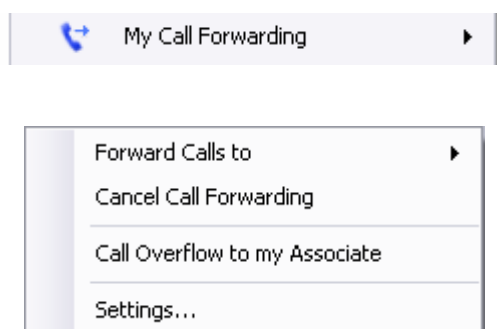 My Call Forwarding
Forward Calls to
Cancel Call Forwarding
Call Overflow to my Associate
Settings...